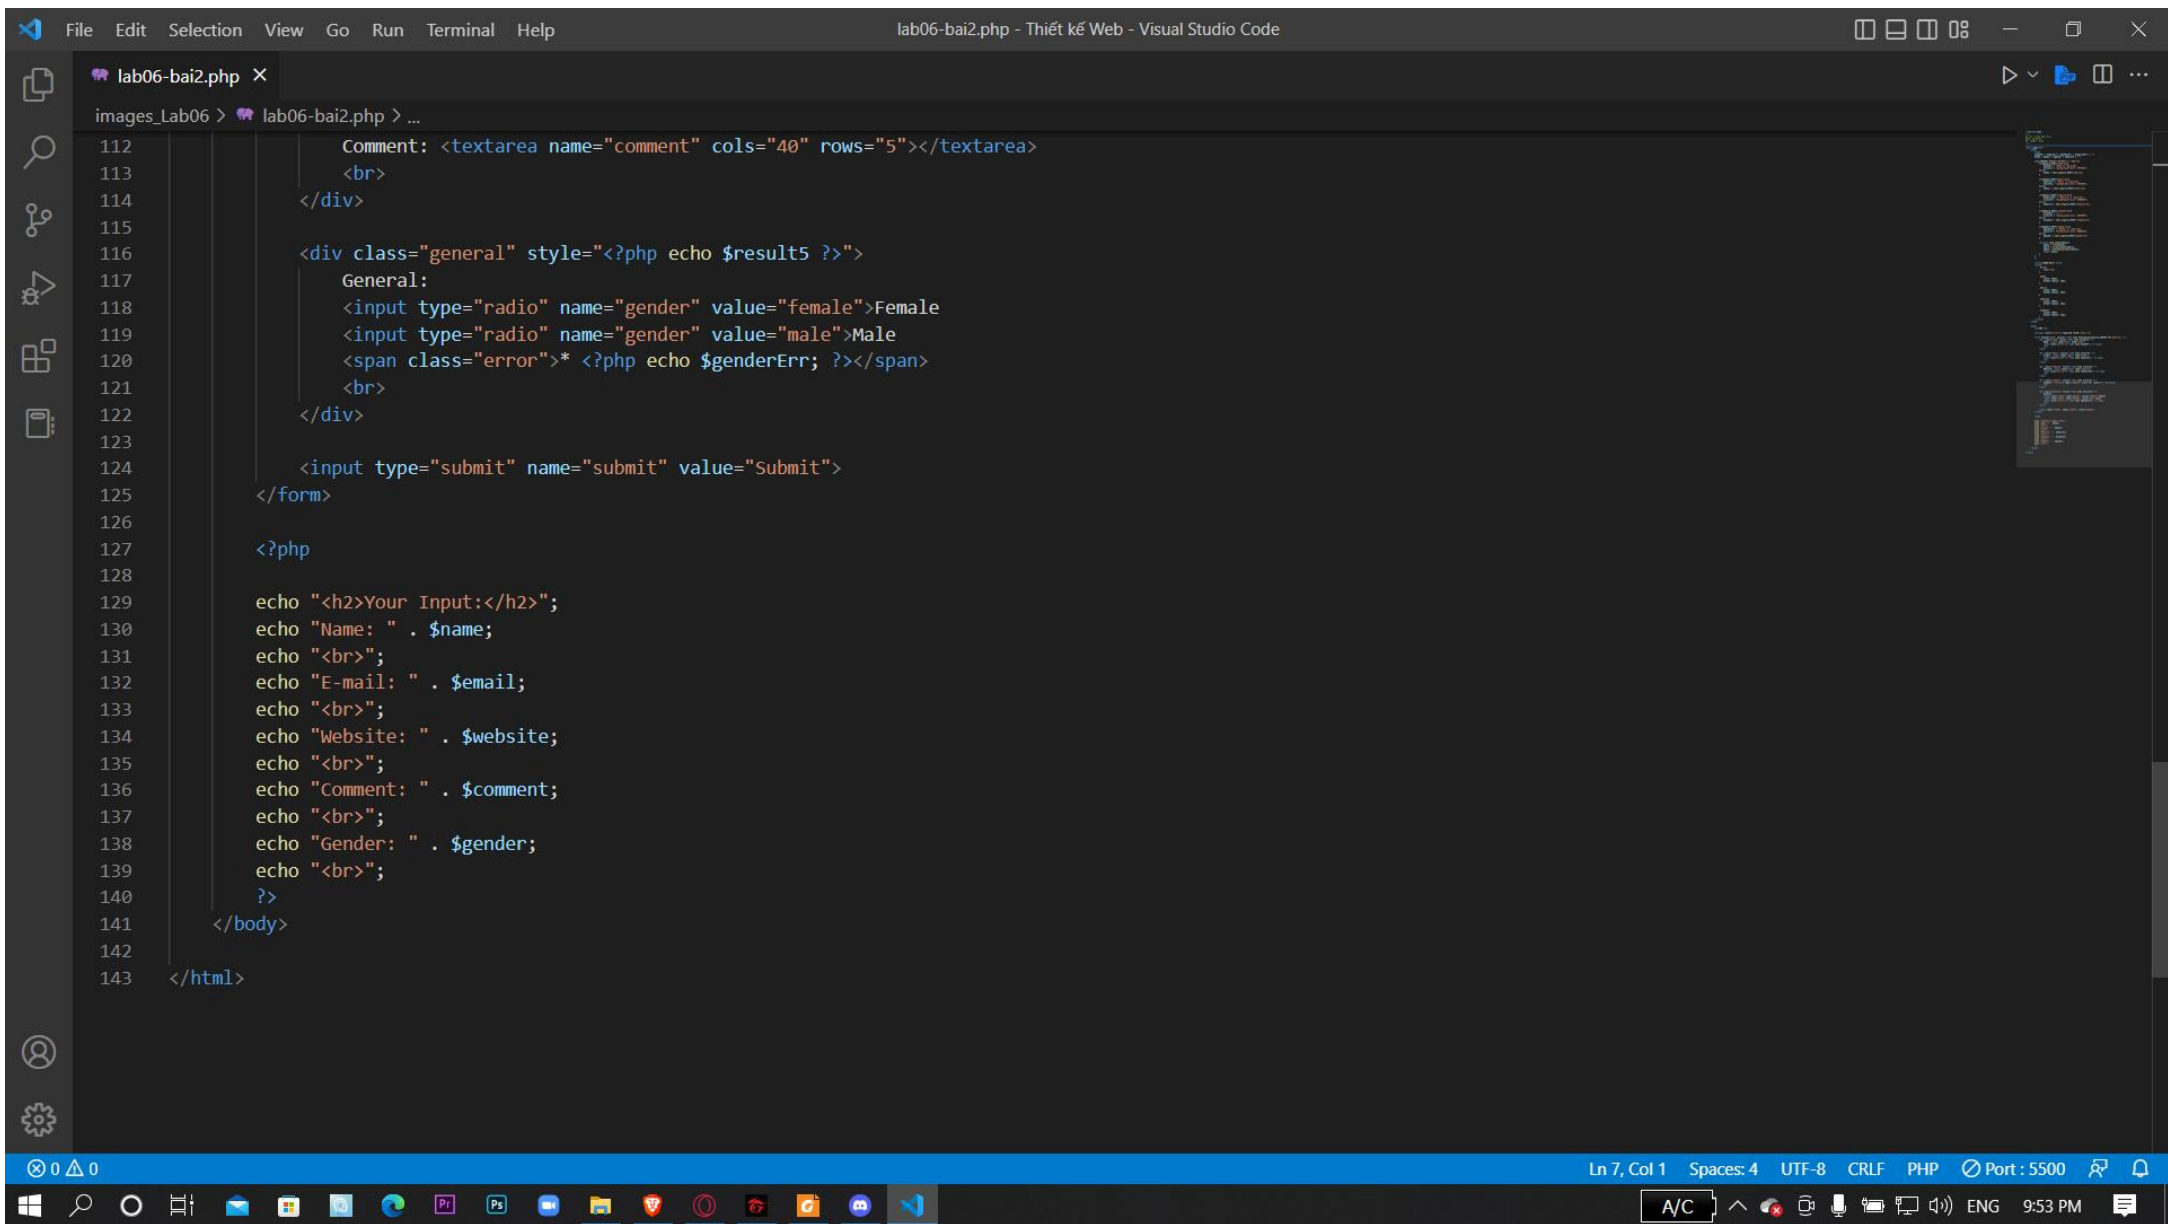 File Edit Selection View Go Run Terminal Help lab06-bai2.php - Thiết kế Web - Visual Studio Code
lab06-bai2.php
images_Lab06 > lab06-bai2.php > ...
112 Comment: <textarea name="comment" cols="40" rows="5"></textarea>
113 <br>
114 </div>
115
116 <div class="general" style="<?php echo $result5 ?>">
117 General:
118 <input type="radio" name="gender" value="female">Female
119 <input type="radio" name="gender" value="male">Male
120 <span class="error">* <?php echo $genderErr; ?></span>
121 <br>
122 </div>
123
124 <input type="submit" name="submit" value="Submit">
125 </form>
126
127 <?php
128
129 echo "<h2>Your Input:</h2>";
130 echo "Name: " . $name;
131 echo "<br>";
132 echo "E-mail: " . $email;
133 echo "<br>";
134 echo "Website: " . $website;
135 echo "<br>";
136 echo "Comment: " . $comment;
137 echo "<br>";
138 echo "Gender: " . $gender;
139 echo "<br>";
140 ?>
141 </body>
142
143 </html>
0 0 Ln 7, Col 1 Spaces: 4 UTF-8 CRLF PHP Port : 5500
Pr Ps A/C ENG 9:53 PM